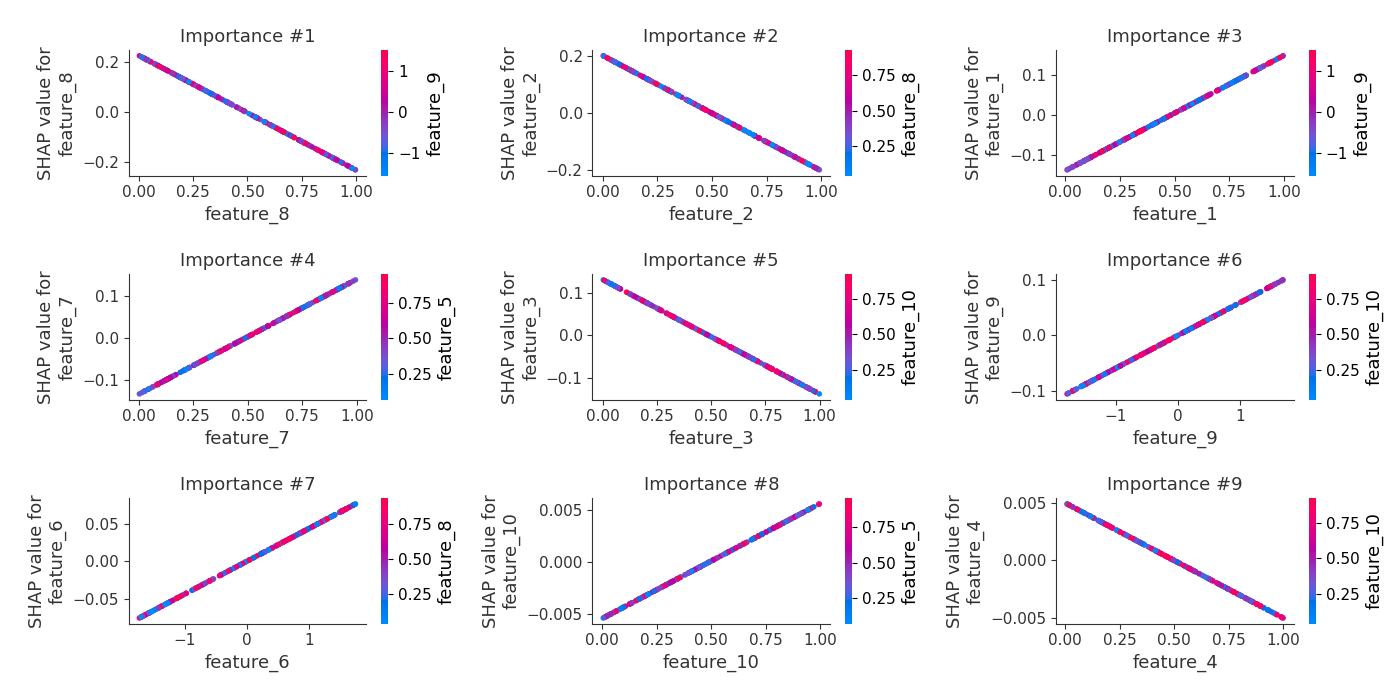 Importance #1
SHAP value for
feature_8
0.2
0.0
−0.2
0.00 0.25 0.50 0.75 1.00
feature_8
1
0
−1
feature_9
Importance #2
SHAP value for
feature_2
0.2
0.0
−0.2
0.00 0.25 0.50 0.75 1.00
feature_2
0.75
0.50
0.25
feature_8
Importance #3
SHAP value for
feature_1
0.1
0.0
−0.1
0.00 0.25 0.50 0.75 1.00
feature_1
1
0
−1
feature_9
Importance #4
SHAP value for
feature_7
0.1
0.0
−0.1
0.00 0.25 0.50 0.75 1.00
feature_7
0.75
0.50
0.25
feature_5
Importance #5
SHAP value for
feature_3
0.1
0.0
−0.1
0.00 0.25 0.50 0.75 1.00
feature_3
0.75
0.50
0.25
feature_10
Importance #6
SHAP value for
feature_9
0.1
0.0
−0.1
−1 0 1
feature_9
0.75
0.50
0.25
feature_10
Importance #7
SHAP value for
feature_6
0.05
0.00
−0.05
−1 0 1
feature_6
0.75
0.50
0.25
feature_8
Importance #8
SHAP value for
feature_10
0.005
0.000
−0.005
0.00 0.25 0.50 0.75 1.00
feature_10
0.75
0.50
0.25
feature_5
Importance #9
SHAP value for
feature_4
0.005
0.000
−0.005
0.00 0.25 0.50 0.75 1.00
feature_4
0.75
0.50
0.25
feature_10